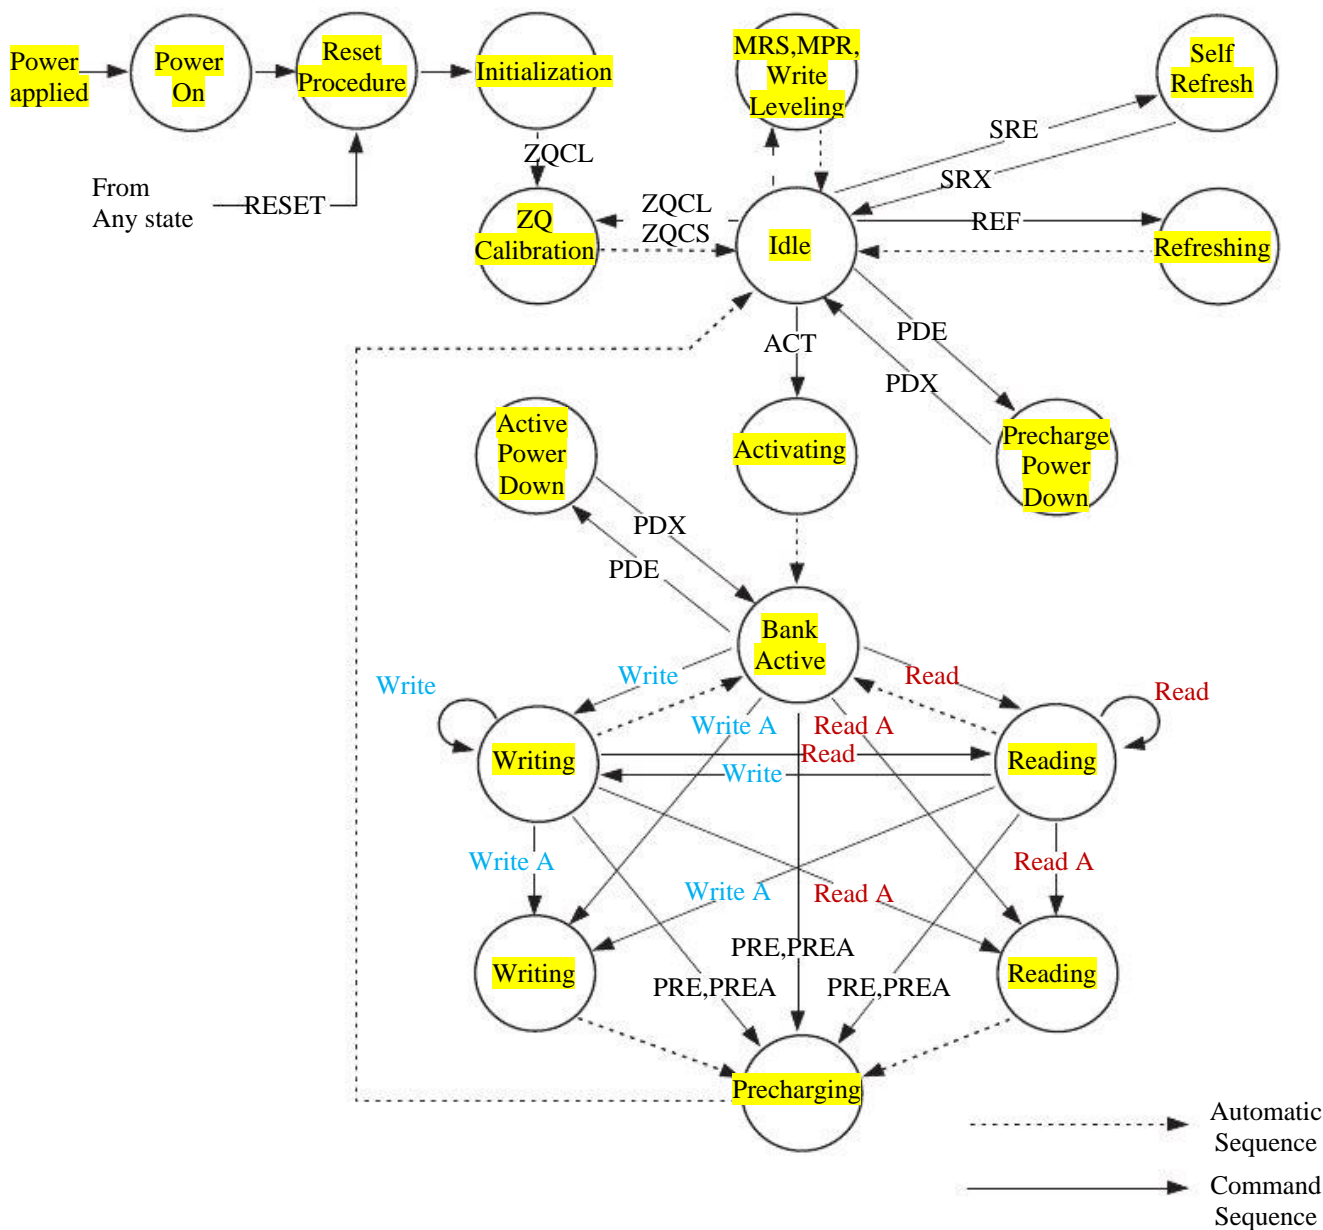 Power
applied
Power
On
Reset
Procedure
Initialization
MRS,MPR,
Write
Leveling
Self
Refresh
From
Any state
RESET
ZQCL
ZQ
Calibration
ZQCL
ZQCS
Idle
SRE
SRX
REF
Refreshing
ACT
PDE
PDX
Active
Power
Down
Activating
Precharge
Power
Down
PDX
PDE
Bank
Active
Write
Write
Read
Read
Write A
Read A
Writing
Read
Write
Reading
Write A
Read A
Write A
Read A
Writing
PRE,PREA
Reading
PRE,PREA
PRE,PREA
Precharging
Automatic
Sequence
Command
Sequence